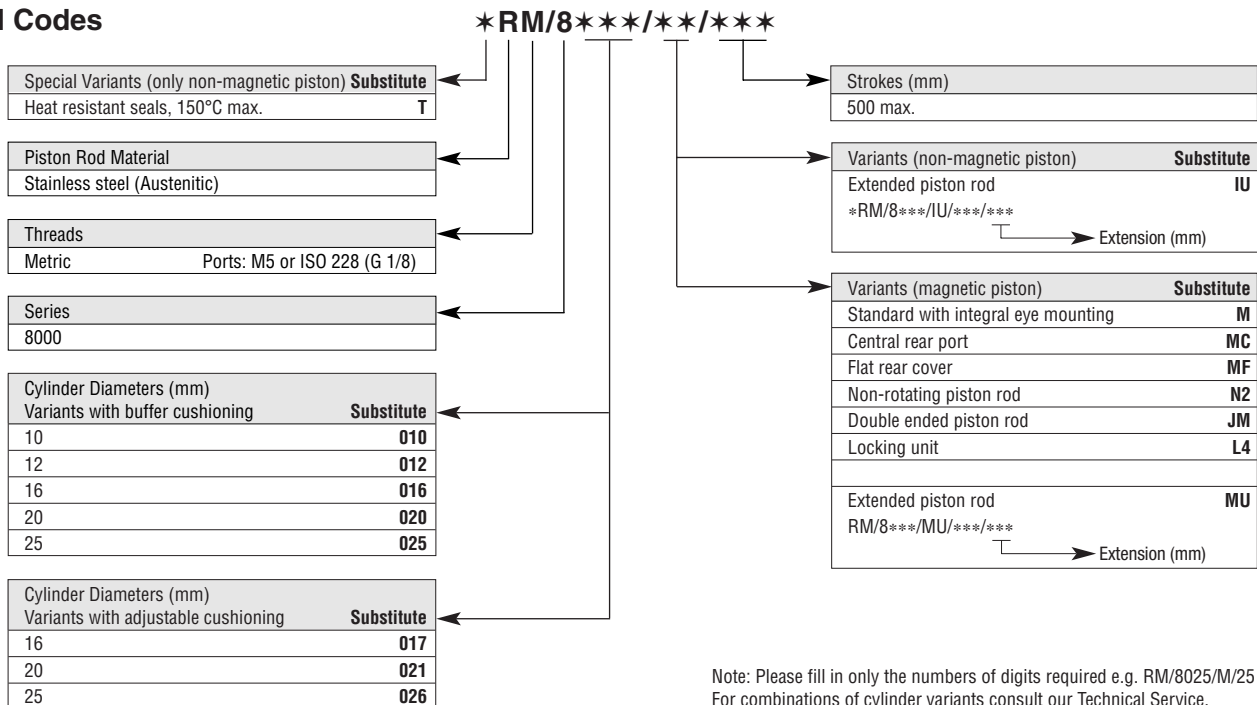 Codes
✶RM/8✶✶✶/✶✶/✶✶✶
Special Variants (only non-magnetic piston) Substitute
Heat resistant seals, 150°C max. T
Piston Rod Material
Stainless steel (Austenitic)
Threads
Metric Ports: M5 or ISO 228 (G 1/8)
Series
8000
Cylinder Diameters (mm)
Variants with buffer cushioning Substitute
10 010
12 012
16 016
20 020
25 025
Cylinder Diameters (mm)
Variants with adjustable cushioning Substitute
16 017
20 021
25 026
Strokes (mm)
500 max.
Variants (non-magnetic piston) Substitute
Extended piston rod IU
✶RM/8✶✶✶/IU/✶✶✶/✶✶✶
Extension (mm)
Variants (magnetic piston) Substitute
Standard with integral eye mounting M
Central rear port MC
Flat rear cover MF
Non-rotating piston rod N2
Double ended piston rod JM
Locking unit L4
Extended piston rod MU
RM/8✶✶✶/MU/✶✶✶/✶✶✶
Extension (mm)
Note: Please fill in only the numbers of digits required e.g. RM/8025/M/25
For combinations of cylinder variants consult our Technical Service.